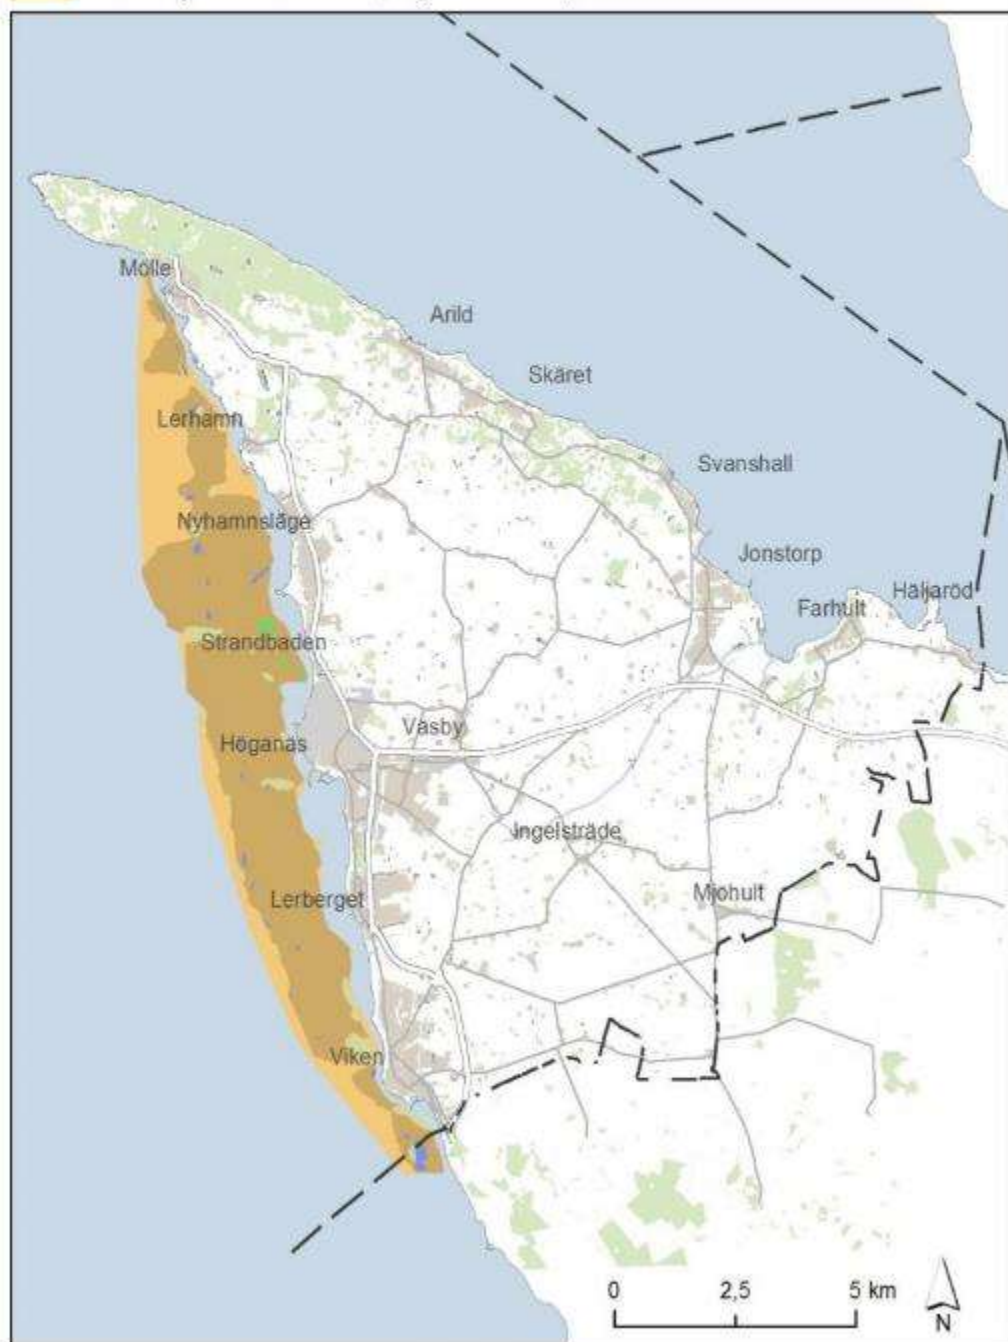 Mölle
Arild
Skäret
Lerhamn
Svanshall
Nyhamnsläge
Jonstorp
Häljaröd
Farhult
Strandbaden
Väsby
Höganäs
Ingelsträde
Lerberget
Mjöhult
Viken
0 2,5 5 km
N